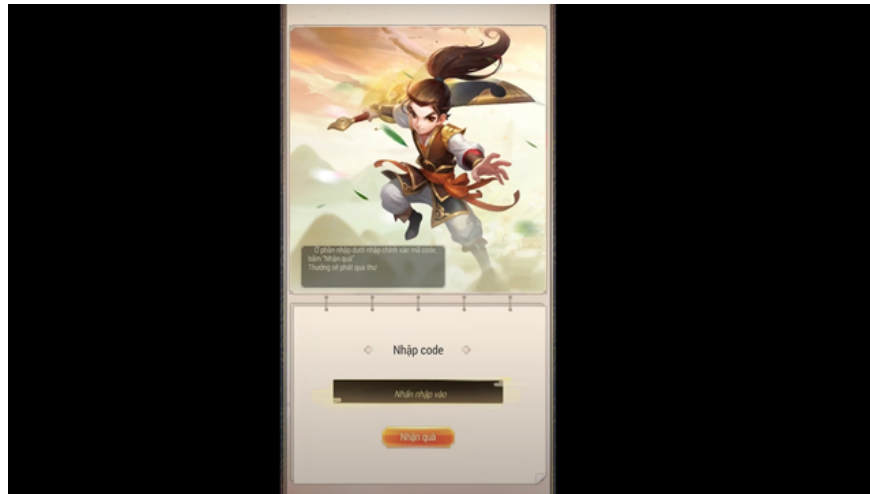 Ở phần nhập dưới nhập chính xác mã code,
bấm "Nhận quà"
Thưởng sẽ phát qua thư
Nhập code
Nhấn nhập vào
Nhận quà